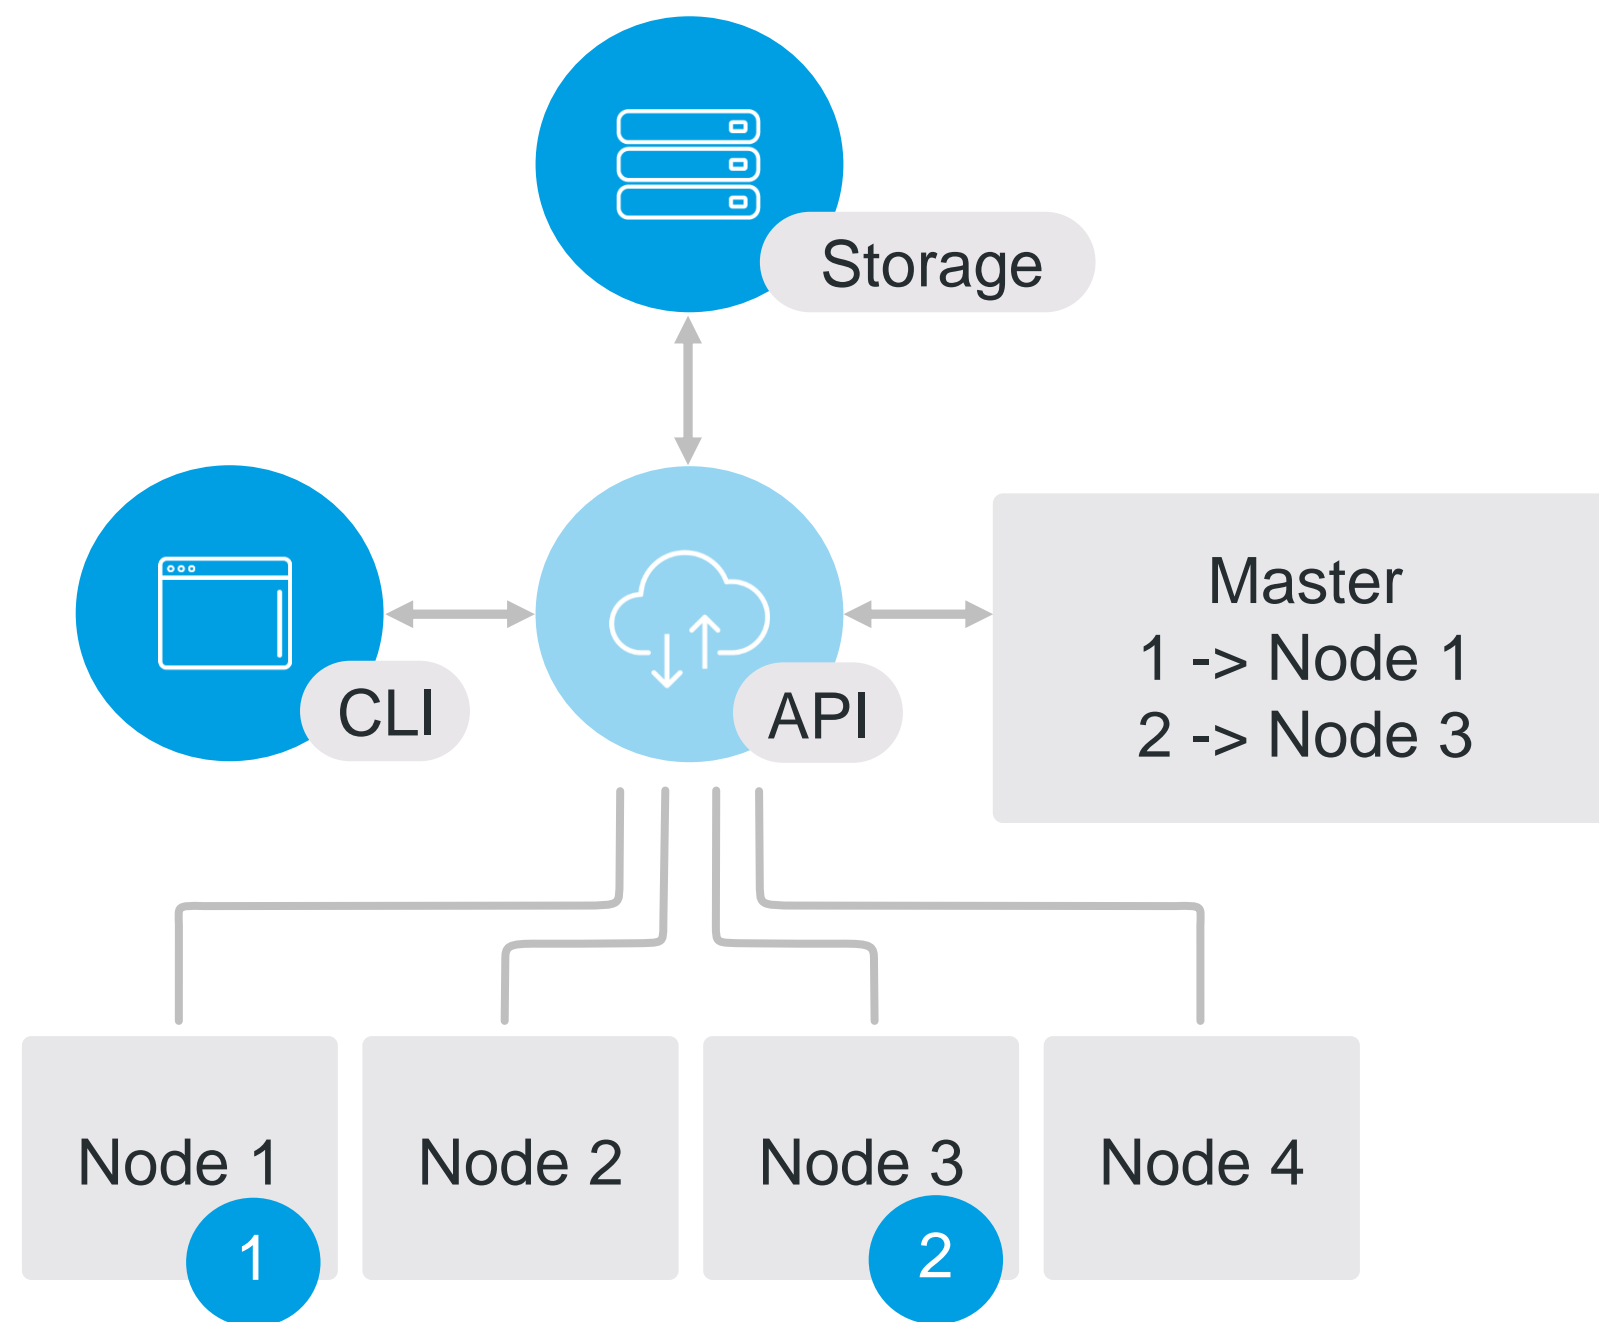 Storage
CLI
API
Master
1 -> Node 1
2 -> Node 3
Node 1
Node 2
Node 3
Node 4
1
2